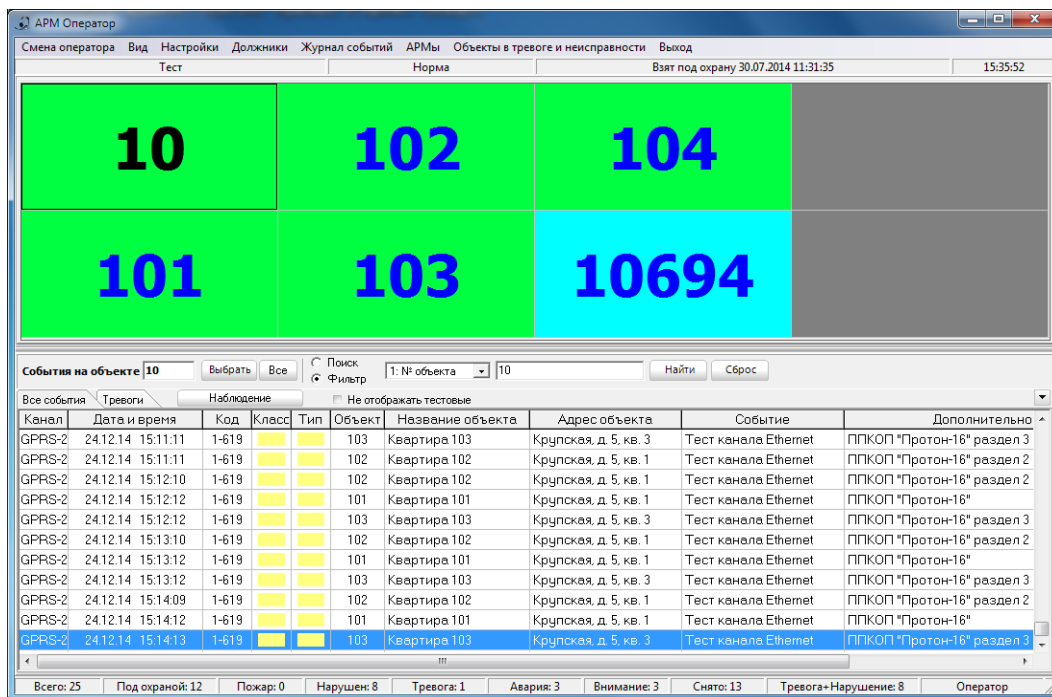 АРМ Оператор
Смена оператора Вид Настройки Должники Журнал событий АРМы Объекты в тревоге и неисправности Выход
Тест Норма Взят под охрану 30.07.2014 11:31:35 15:35:52
10 102 104
101 103 10694
События на объекте 10 Выбрать Все Поиск Фильтр 1: № объекта 10 Найти Сброс
Все события Тревоги Наблюдение Не отображать тестовые
Канал Дата и время Код Класс Тип Объект Название объекта Адрес объекта Событие Дополнительно
GPRS-2 24.12.14 15:11:11 1-619 103 Квартира 103 Крупская, д. 5, кв. 3 Тест канала Ethernet ППКОП "Протон-16" раздел 3
GPRS-2 24.12.14 15:11:11 1-619 102 Квартира 102 Крупская, д. 5, кв. 1 Тест канала Ethernet ППКОП "Протон-16" раздел 2
GPRS-2 24.12.14 15:12:10 1-619 102 Квартира 102 Крупская, д. 5, кв. 1 Тест канала Ethernet ППКОП "Протон-16" раздел 2
GPRS-2 24.12.14 15:12:12 1-619 101 Квартира 101 Крупская, д. 5, кв. 1 Тест канала Ethernet ППКОП "Протон-16"
GPRS-2 24.12.14 15:12:12 1-619 103 Квартира 103 Крупская, д. 5, кв. 3 Тест канала Ethernet ППКОП "Протон-16" раздел 3
GPRS-2 24.12.14 15:13:10 1-619 102 Квартира 102 Крупская, д. 5, кв. 1 Тест канала Ethernet ППКОП "Протон-16" раздел 2
GPRS-2 24.12.14 15:13:12 1-619 101 Квартира 101 Крупская, д. 5, кв. 1 Тест канала Ethernet ППКОП "Протон-16"
GPRS-2 24.12.14 15:13:12 1-619 103 Квартира 103 Крупская, д. 5, кв. 3 Тест канала Ethernet ППКОП "Протон-16" раздел 3
GPRS-2 24.12.14 15:14:09 1-619 102 Квартира 102 Крупская, д. 5, кв. 1 Тест канала Ethernet ППКОП "Протон-16" раздел 2
GPRS-2 24.12.14 15:14:12 1-619 101 Квартира 101 Крупская, д. 5, кв. 1 Тест канала Ethernet ППКОП "Протон-16"
GPRS-2 24.12.14 15:14:13 1-619 103 Квартира 103 Крупская, д. 5, кв. 3 Тест канала Ethernet ППКОП "Протон-16" раздел 3
Всего: 25 Под охраной: 12 Пожар: 0 Нарушен: 8 Тревога: 1 Авария: 3 Внимание: 3 Снято: 13 Тревога+Нарушение: 8 Оператор